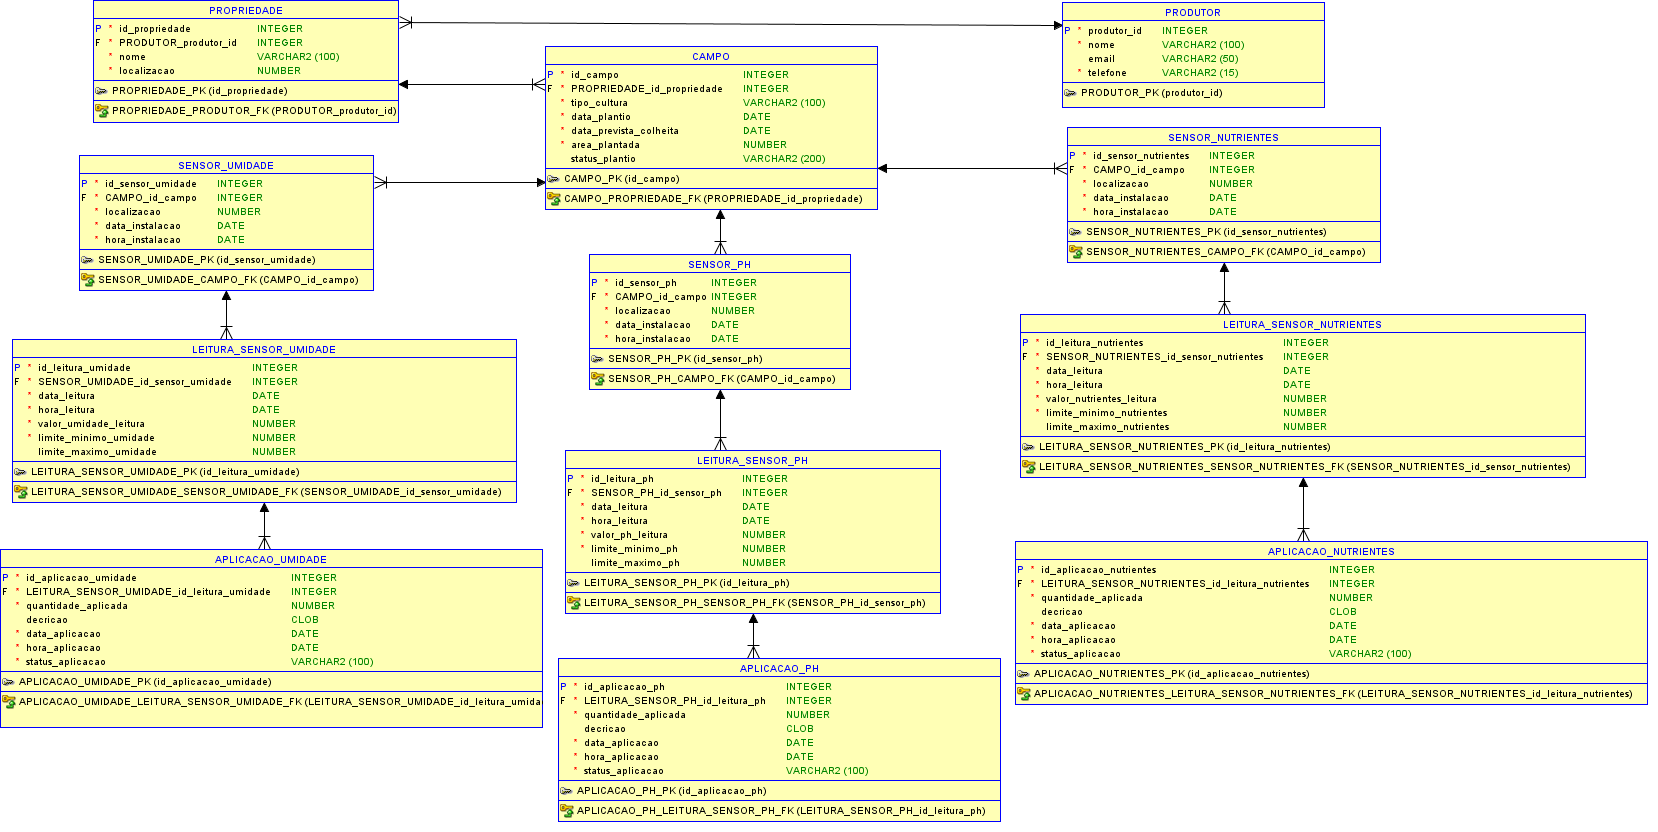 PROPRIEDADE
P * id_propriedade INTEGER
F * PRODUTOR_produtor_id INTEGER
* nome VARCHAR2 (100)
* localizacao NUMBER
PROPRIEDADE_PK (id_propriedade)
PROPRIEDADE_PRODUTOR_FK (PRODUTOR_produtor_id)
PRODUTOR
P * produtor_id INTEGER
* nome VARCHAR2 (100)
email VARCHAR2 (50)
* telefone VARCHAR2 (15)
PRODUTOR_PK (produtor_id)
CAMPO
P * id_campo INTEGER
F * PROPRIEDADE_id_propriedade INTEGER
* tipo_cultura VARCHAR2 (100)
* data_plantio DATE
* data_prevista_colheita DATE
* area_plantada NUMBER
status_plantio VARCHAR2 (200)
CAMPO_PK (id_campo)
CAMPO_PROPRIEDADE_FK (PROPRIEDADE_id_propriedade)
SENSOR_UMIDADE
P * id_sensor_umidade INTEGER
F * CAMPO_id_campo INTEGER
* localizacao NUMBER
* data_instalacao DATE
* hora_instalacao DATE
SENSOR_UMIDADE_PK (id_sensor_umidade)
SENSOR_UMIDADE_CAMPO_FK (CAMPO_id_campo)
SENSOR_NUTRIENTES
P * id_sensor_nutrientes INTEGER
F * CAMPO_id_campo INTEGER
* localizacao NUMBER
* data_instalacao DATE
* hora_instalacao DATE
SENSOR_NUTRIENTES_PK (id_sensor_nutrientes)
SENSOR_NUTRIENTES_CAMPO_FK (CAMPO_id_campo)
SENSOR_PH
P * id_sensor_ph INTEGER
F * CAMPO_id_campo INTEGER
* localizacao NUMBER
* data_instalacao DATE
* hora_instalacao DATE
SENSOR_PH_PK (id_sensor_ph)
SENSOR_PH_CAMPO_FK (CAMPO_id_campo)
LEITURA_SENSOR_UMIDADE
P * id_leitura_umidade INTEGER
F * SENSOR_UMIDADE_id_sensor_umidade INTEGER
* data_leitura DATE
* hora_leitura DATE
* valor_umidade_leitura NUMBER
* limite_minimo_umidade NUMBER
limite_maximo_umidade NUMBER
LEITURA_SENSOR_UMIDADE_PK (id_leitura_umidade)
LEITURA_SENSOR_UMIDADE_SENSOR_UMIDADE_FK (SENSOR_UMIDADE_id_sensor_umidade)
LEITURA_SENSOR_NUTRIENTES
P * id_leitura_nutrientes INTEGER
F * SENSOR_NUTRIENTES_id_sensor_nutrientes INTEGER
* data_leitura DATE
* hora_leitura DATE
* valor_nutrientes_leitura NUMBER
* limite_minimo_nutrientes NUMBER
limite_maximo_nutrientes NUMBER
LEITURA_SENSOR_NUTRIENTES_PK (id_leitura_nutrientes)
LEITURA_SENSOR_NUTRIENTES_SENSOR_NUTRIENTES_FK (SENSOR_NUTRIENTES_id_sensor_nutrientes)
LEITURA_SENSOR_PH
P * id_leitura_ph INTEGER
F * SENSOR_PH_id_sensor_ph INTEGER
* data_leitura DATE
* hora_leitura DATE
* valor_ph_leitura NUMBER
* limite_minimo_ph NUMBER
limite_maximo_ph NUMBER
LEITURA_SENSOR_PH_PK (id_leitura_ph)
LEITURA_SENSOR_PH_SENSOR_PH_FK (SENSOR_PH_id_sensor_ph)
APLICACAO_UMIDADE
P * id_aplicacao_umidade INTEGER
F * LEITURA_SENSOR_UMIDADE_id_leitura_umidade INTEGER
* quantidade_aplicada NUMBER
decricao CLOB
* data_aplicacao DATE
* hora_aplicacao DATE
* status_aplicacao VARCHAR2 (100)
APLICACAO_UMIDADE_PK (id_aplicacao_umidade)
APLICACAO_UMIDADE_LEITURA_SENSOR_UMIDADE_FK (LEITURA_SENSOR_UMIDADE_id_leitura_umida
APLICACAO_NUTRIENTES
P * id_aplicacao_nutrientes INTEGER
F * LEITURA_SENSOR_NUTRIENTES_id_leitura_nutrientes INTEGER
* quantidade_aplicada NUMBER
decricao CLOB
* data_aplicacao DATE
* hora_aplicacao DATE
* status_aplicacao VARCHAR2 (100)
APLICACAO_NUTRIENTES_PK (id_aplicacao_nutrientes)
APLICACAO_NUTRIENTES_LEITURA_SENSOR_NUTRIENTES_FK (LEITURA_SENSOR_NUTRIENTES_id_leitura_nutrientes)
APLICACAO_PH
P * id_aplicacao_ph INTEGER
F * LEITURA_SENSOR_PH_id_leitura_ph INTEGER
* quantidade_aplicada NUMBER
decricao CLOB
* data_aplicacao DATE
* hora_aplicacao DATE
* status_aplicacao VARCHAR2 (100)
APLICACAO_PH_PK (id_aplicacao_ph)
APLICACAO_PH_LEITURA_SENSOR_PH_FK (LEITURA_SENSOR_PH_id_leitura_ph)